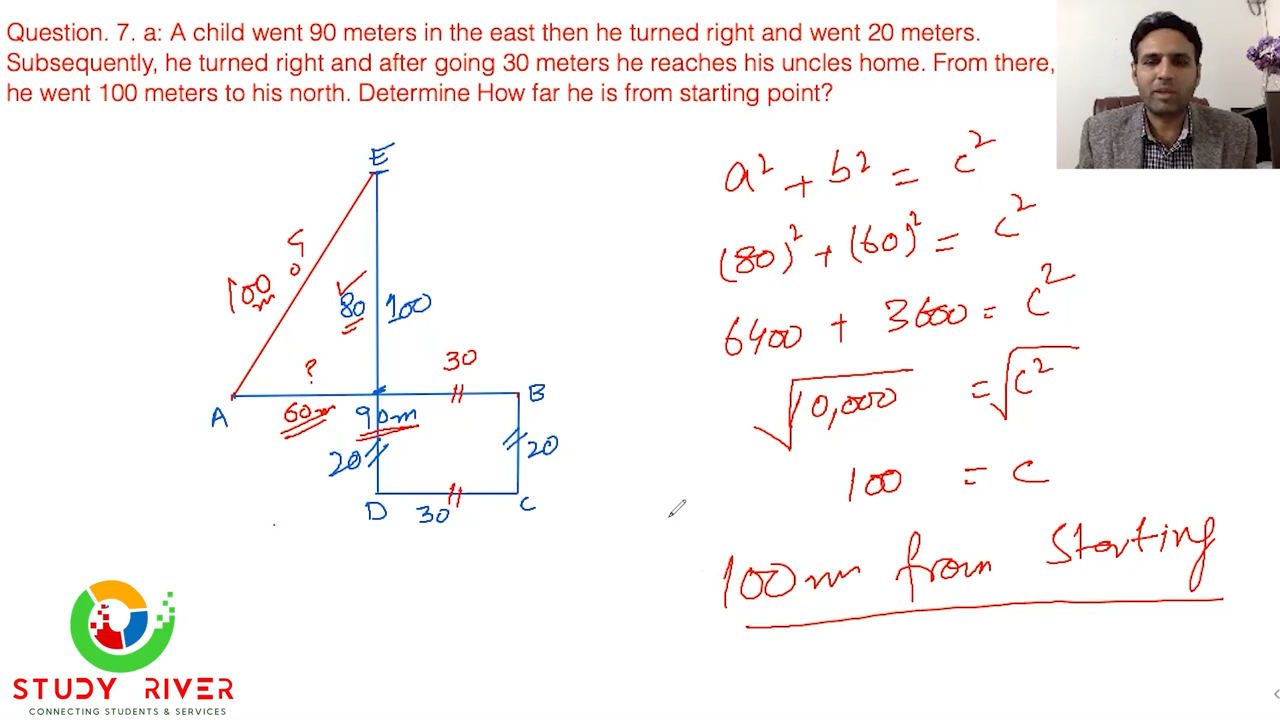 Question. 7. a: A child went 90 meters in the east then he turned right and went 20 meters.
Subsequently, he turned right and after going 30 meters he reaches his uncles home. From there,
he went 100 meters to his north. Determine How far he is from starting point?
E
100m
80
100
?
30
A
60m
90m
B
20
20
D
30
C
a² + b² = c²
(80)² + (60)² = c²
6400 + 3600 = c²
√10,000 = √c²
100 = c
100m from Starting
STUDY RIVER
CONNECTING STUDENTS & SERVICES